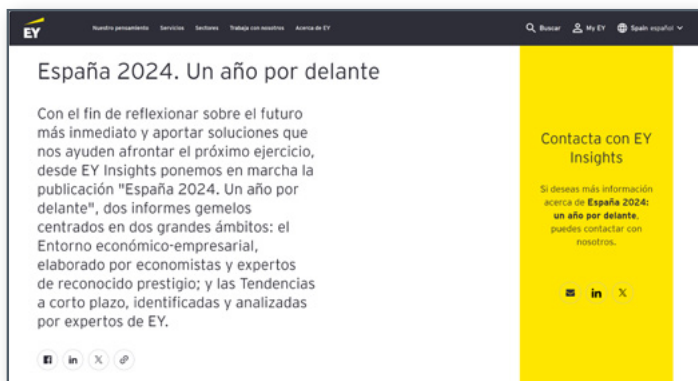 EY
Nuestro pensamiento Servicios Sectores Trabaja con nosotros Acerca de EY
Buscar My EY Spain español
España 2024. Un año por delante
Con el fin de reflexionar sobre el futuro
más inmediato y aportar soluciones que
nos ayuden afrontar el próximo ejercicio,
desde EY Insights ponemos en marcha la
publicación "España 2024. Un año por
delante", dos informes gemelos
centrados en dos grandes ámbitos: el
Entorno económico-empresarial,
elaborado por economistas y expertos
de reconocido prestigio; y las Tendencias
a corto plazo, identificadas y analizadas
por expertos de EY.
Contacta con EY
Insights
Si deseas más información
acerca de España 2024:
un año por delante,
puedes contactar con
nosotros.